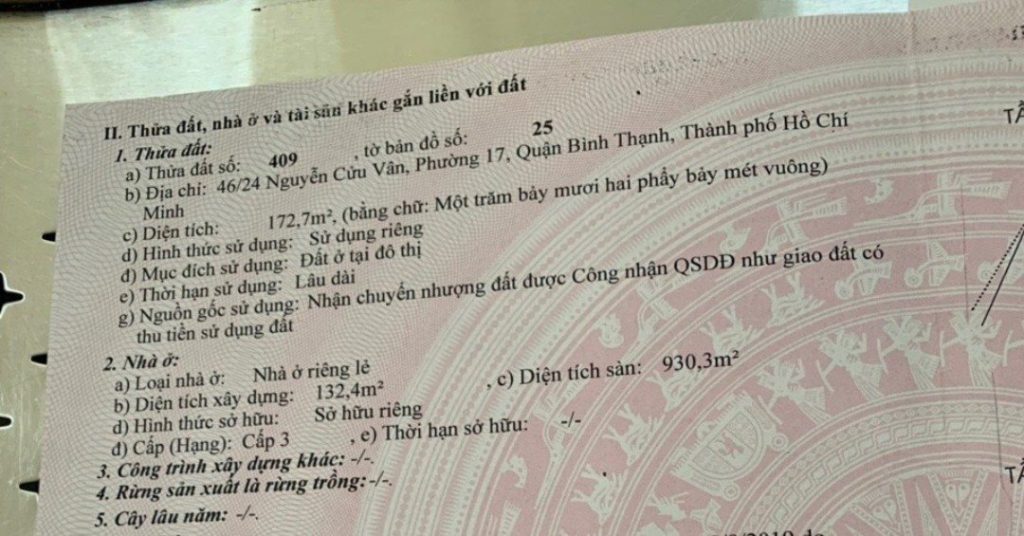 II. Thửa đất, nhà ở và tài sản khác gắn liền với đất
1. Thửa đất:
a) Thửa đất số: 409 , tờ bản đồ số: 25
b) Địa chỉ: 46/24 Nguyễn Cửu Vân, Phường 17, Quận Bình Thạnh, Thành phố Hồ Chí
Minh
c) Diện tích: 172,7m², (bằng chữ: Một trăm bảy mươi hai phẩy bảy mét vuông)
d) Hình thức sử dụng: Sử dụng riêng
đ) Mục đích sử dụng: Đất ở tại đô thị
e) Thời hạn sử dụng: Lâu dài
g) Nguồn gốc sử dụng: Nhận chuyển nhượng đất được Công nhận QSDĐ như giao đất có
thu tiền sử dụng đất
2. Nhà ở:
a) Loại nhà ở: Nhà ở riêng lẻ
b) Diện tích xây dựng: 132,4m² , c) Diện tích sàn: 930,3m²
d) Hình thức sở hữu: Sở hữu riêng
đ) Cấp (Hạng): Cấp 3 , e) Thời hạn sở hữu: -/-
3. Công trình xây dựng khác: -/-.
4. Rừng sản xuất là rừng trồng: -/-.
5. Cây lâu năm: -/-.